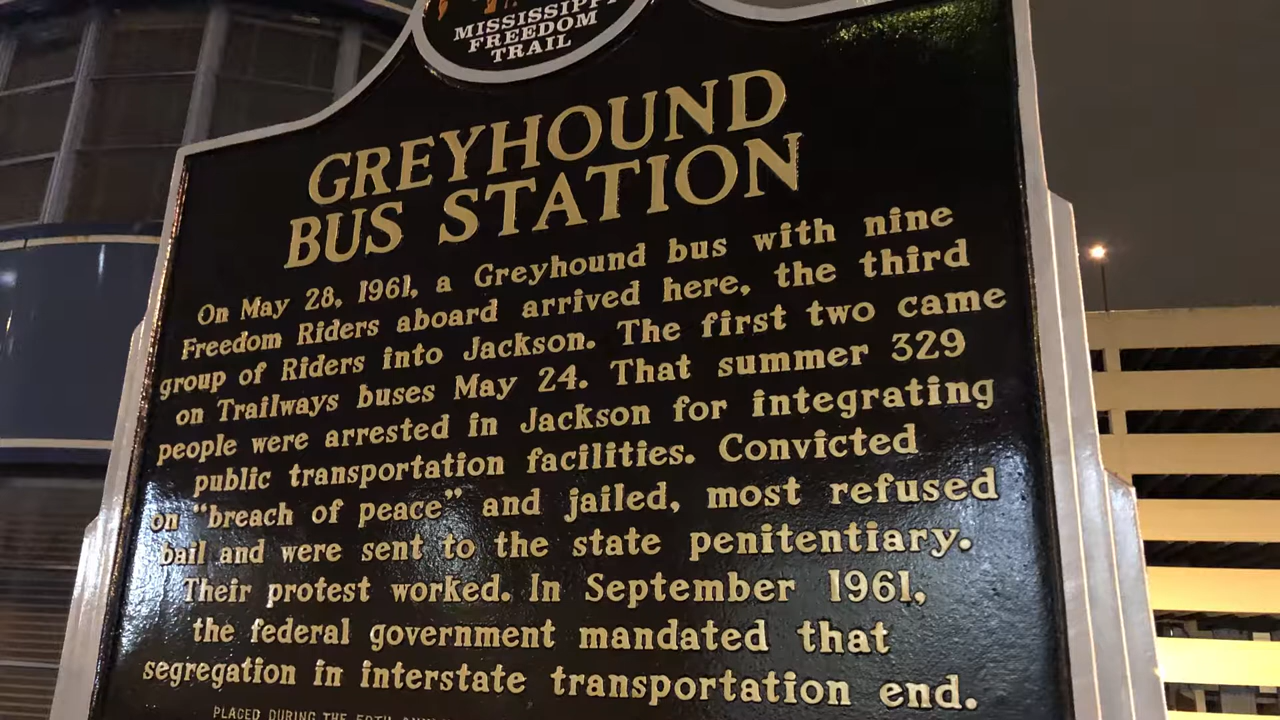 MISSISSIPPI
FREEDOM
TRAIL
GREYHOUND
BUS STATION
On May 28, 1961, a Greyhound bus with nine
Freedom Riders aboard arrived here, the third
group of Riders into Jackson. The first two came
on Trailways buses May 24. That summer 329
people were arrested in Jackson for integrating
public transportation facilities. Convicted
on “breach of peace” and jailed, most refused
bail and were sent to the state penitentiary.
Their protest worked. In September 1961,
the federal government mandated that
segregation in interstate transportation end.
PLACED DURING THE 50TH